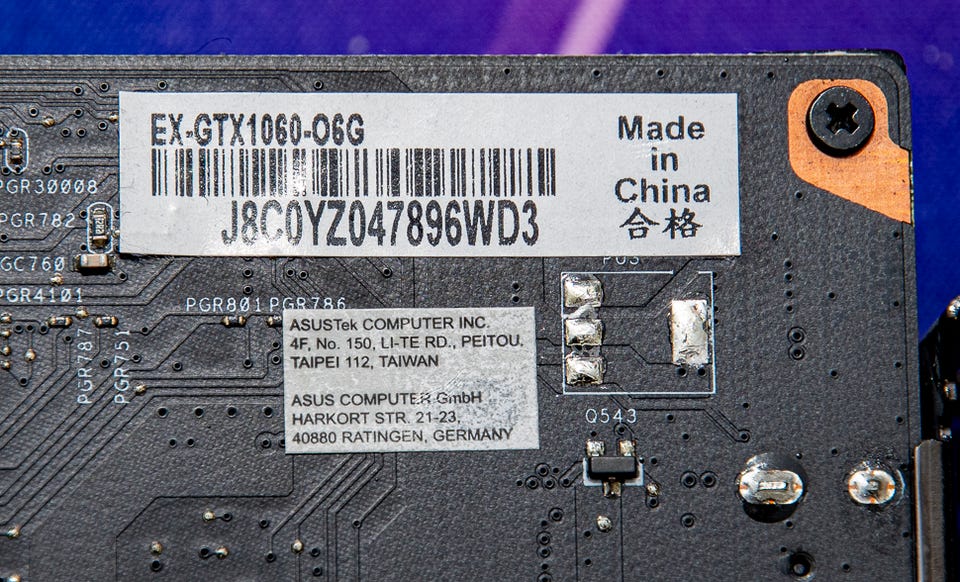 EX-GTX1060-O6G
J8C0YZ047896WD3
Made
in
China
合格
PGR30008
PGR782
GC760
PGR4101
PGR801 PGR786
PGR787
PGR751
ASUSTek COMPUTER INC.
4F, No. 150, LI-TE RD., PEITOU,
TAIPEI 112, TAIWAN
ASUS COMPUTER GmbH
HARKORT STR. 21-23,
40880 RATINGEN, GERMANY
Q543